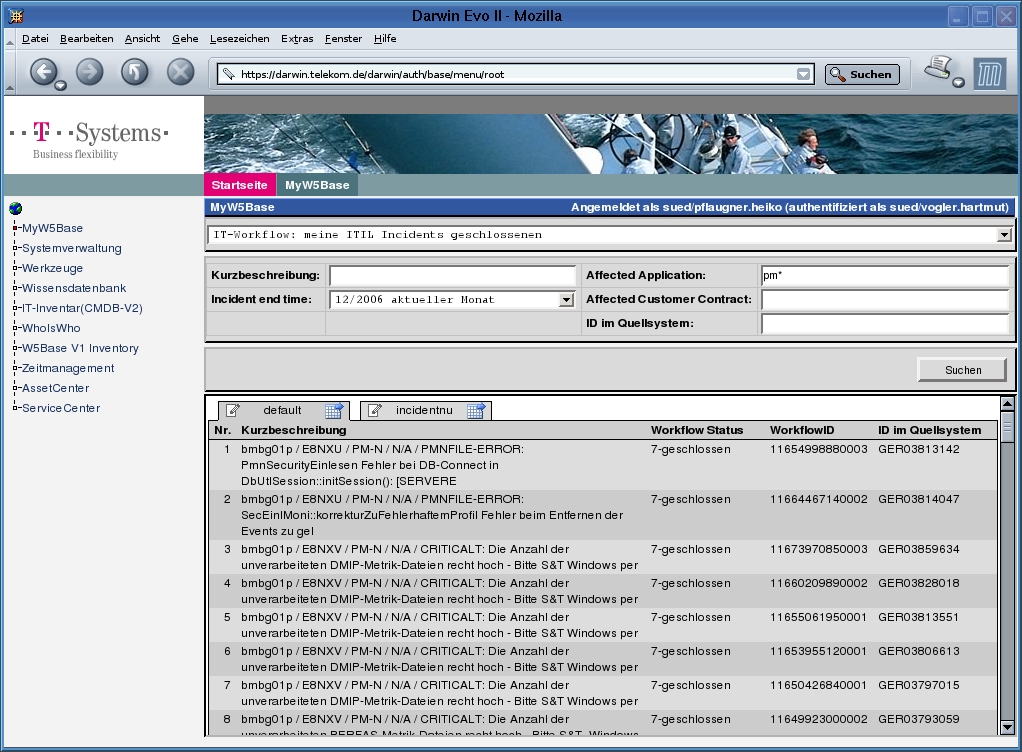 Darwin Evo II - Mozilla
Datei Bearbeiten Ansicht Gehe Lesezeichen Extras Fenster Hilfe
https://darwin.telekom.de/darwin/auth/base/menu/root
Suchen
T Systems
Business flexibility
Startseite MyW5Base
MyW5Base Angemeldet als sued/pflaugner.heiko (authentifiziert als sued/vogler.hartmut)
MyW5Base
Systemverwaltung
Werkzeuge
Wissensdatenbank
IT-Inventar(CMDB-V2)
WhoIsWho
W5Base V1 Inventory
Zeitmanagement
AssetCenter
ServiceCenter
IT-Workflow: meine ITIL Incidents geschlossenen
Kurzbeschreibung: Affected Application: pm*
Incident end time: 12/2006 aktueller Monat Affected Customer Contract:
ID im Quellsystem:
Suchen
default incidentnu
Nr. Kurzbeschreibung Workflow Status WorkflowID ID im Quellsystem
1 bmbg01p / E8NXU / PM-N / N/A / PMNFILE-ERROR: 7-geschlossen 11654998880003 GER03813142
PmnSecurityEinlesen Fehler bei DB-Connect in
DbUtlSession::initSession(): [SERVERE
2 bmbg01p / E8NXU / PM-N / N/A / PMNFILE-ERROR: 7-geschlossen 11664467140002 GER03814047
SecEinlMoni::korrekturZuFehlerhaftemProfil Fehler beim Entfernen der
Events zu gel
3 bmbg01p / E8NXV / PM-N / N/A / CRITICALT: Die Anzahl der 7-geschlossen 11673970850003 GER03859634
unverarbeiteten DMIP-Metrik-Dateien recht hoch - Bitte S&T Windows per
4 bmbg01p / E8NXV / PM-N / N/A / CRITICALT: Die Anzahl der 7-geschlossen 11660209890002 GER03828018
unverarbeiteten DMIP-Metrik-Dateien recht hoch - Bitte S&T Windows per
5 bmbg01p / E8NXV / PM-N / N/A / CRITICALT: Die Anzahl der 7-geschlossen 11655061950001 GER03813551
unverarbeiteten DMIP-Metrik-Dateien recht hoch - Bitte S&T Windows per
6 bmbg01p / E8NXV / PM-N / N/A / CRITICALT: Die Anzahl der 7-geschlossen 11653955120001 GER03806613
unverarbeiteten DMIP-Metrik-Dateien recht hoch - Bitte S&T Windows per
7 bmbg01p / E8NXV / PM-N / N/A / CRITICALT: Die Anzahl der 7-geschlossen 11650426840001 GER03797015
unverarbeiteten DMIP-Metrik-Dateien recht hoch - Bitte S&T Windows per
8 bmbg01p / E8NXV / PM-N / N/A / CRITICALT: Die Anzahl der 7-geschlossen 11649923000002 GER03793059
unverarbeiteten PERFAS-Metrik-Dateien recht hoch - Bitte S&T Windows